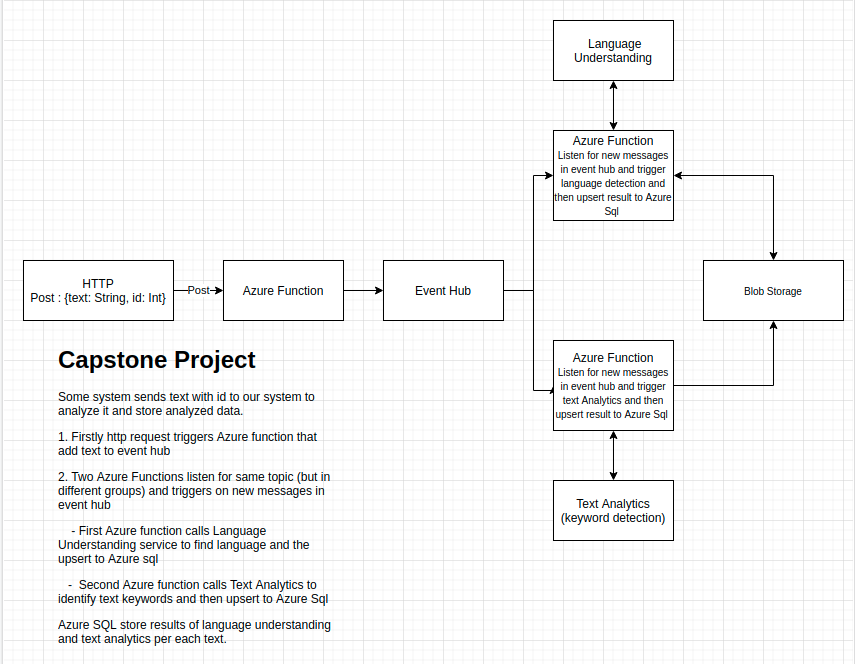 Language
Understanding
Azure Function
Listen for new messages
in event hub and trigger
language detection and
then upsert result to Azure
Sql
HTTP
Post : {text: String, id: Int}
Post
Azure Function
Event Hub
Blob Storage
Azure Function
Listen for new messages
in event hub and trigger
text Analytics and then
upsert result to Azure Sql
Text Analytics
(keyword detection)
Capstone Project
Some system sends text with id to our system to
analyze it and store analyzed data.
1. Firstly http request triggers Azure function that
add text to event hub
2. Two Azure Functions listen for same topic (but in
different groups) and triggers on new messages in
event hub
- First Azure function calls Language
Understanding service to find language and the
upsert to Azure sql
- Second Azure function calls Text Analytics to
identify text keywords and then upsert to Azure Sql
Azure SQL store results of language understanding
and text analytics per each text.